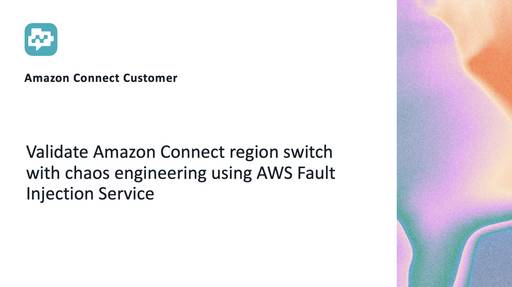 Amazon Connect Customer
Validate Amazon Connect region switch
with chaos engineering using AWS Fault
Injection Service